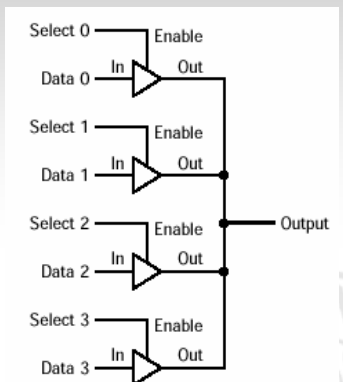 Select 0
Enable
In Out
Data 0
Select 1
Enable
In Out
Data 1
Select 2
Enable
Output
In Out
Data 2
Select 3
Enable
In Out
Data 3